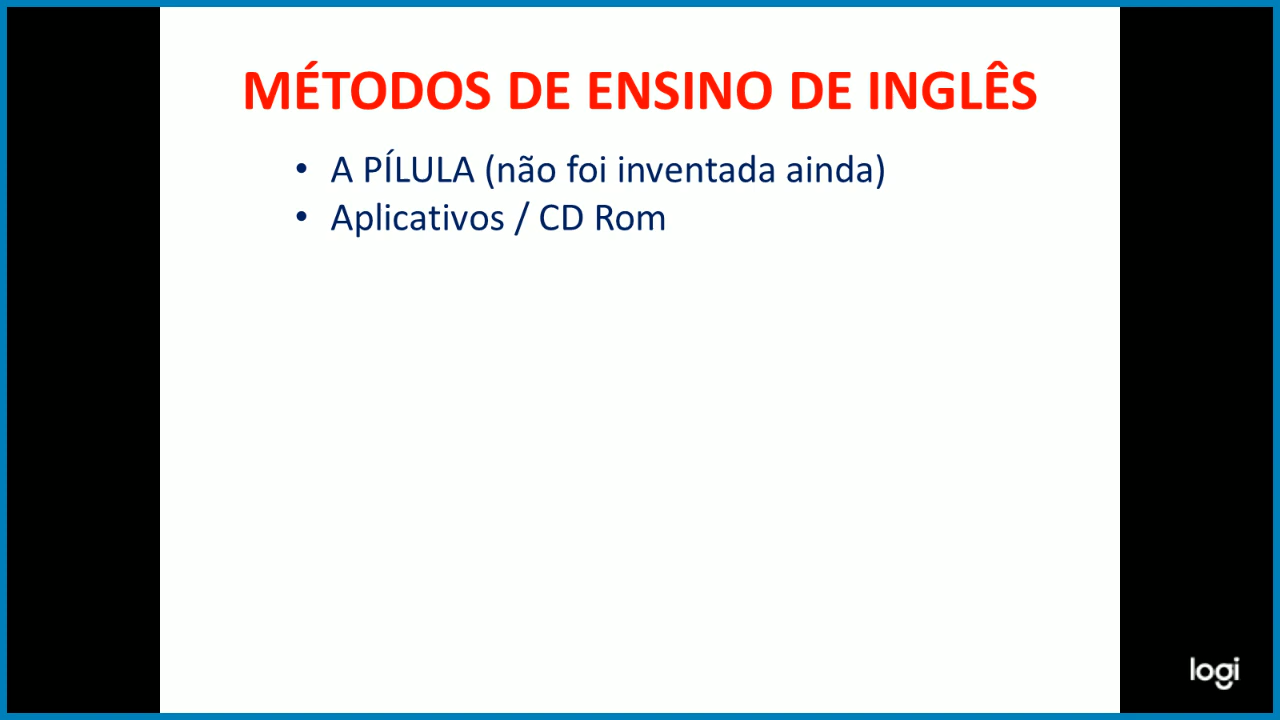 MÉTODOS DE ENSINO DE INGLÊS
• A PÍLULA (não foi inventada ainda)
• Aplicativos / CD Rom
logi